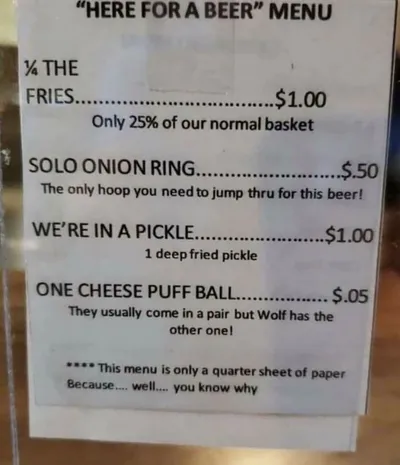 "HERE FOR A BEER" MENU
¼ THE
FRIES.....................................$1.00
Only 25% of our normal basket
SOLO ONION RING..........................$.50
The only hoop you need to jump thru for this beer!
WE'RE IN A PICKLE.......................$1.00
1 deep fried pickle
ONE CHEESE PUFF BALL................. $.05
They usually come in a pair but Wolf has the
other one!
**** This menu is only a quarter sheet of paper
Because.... well.... you know why